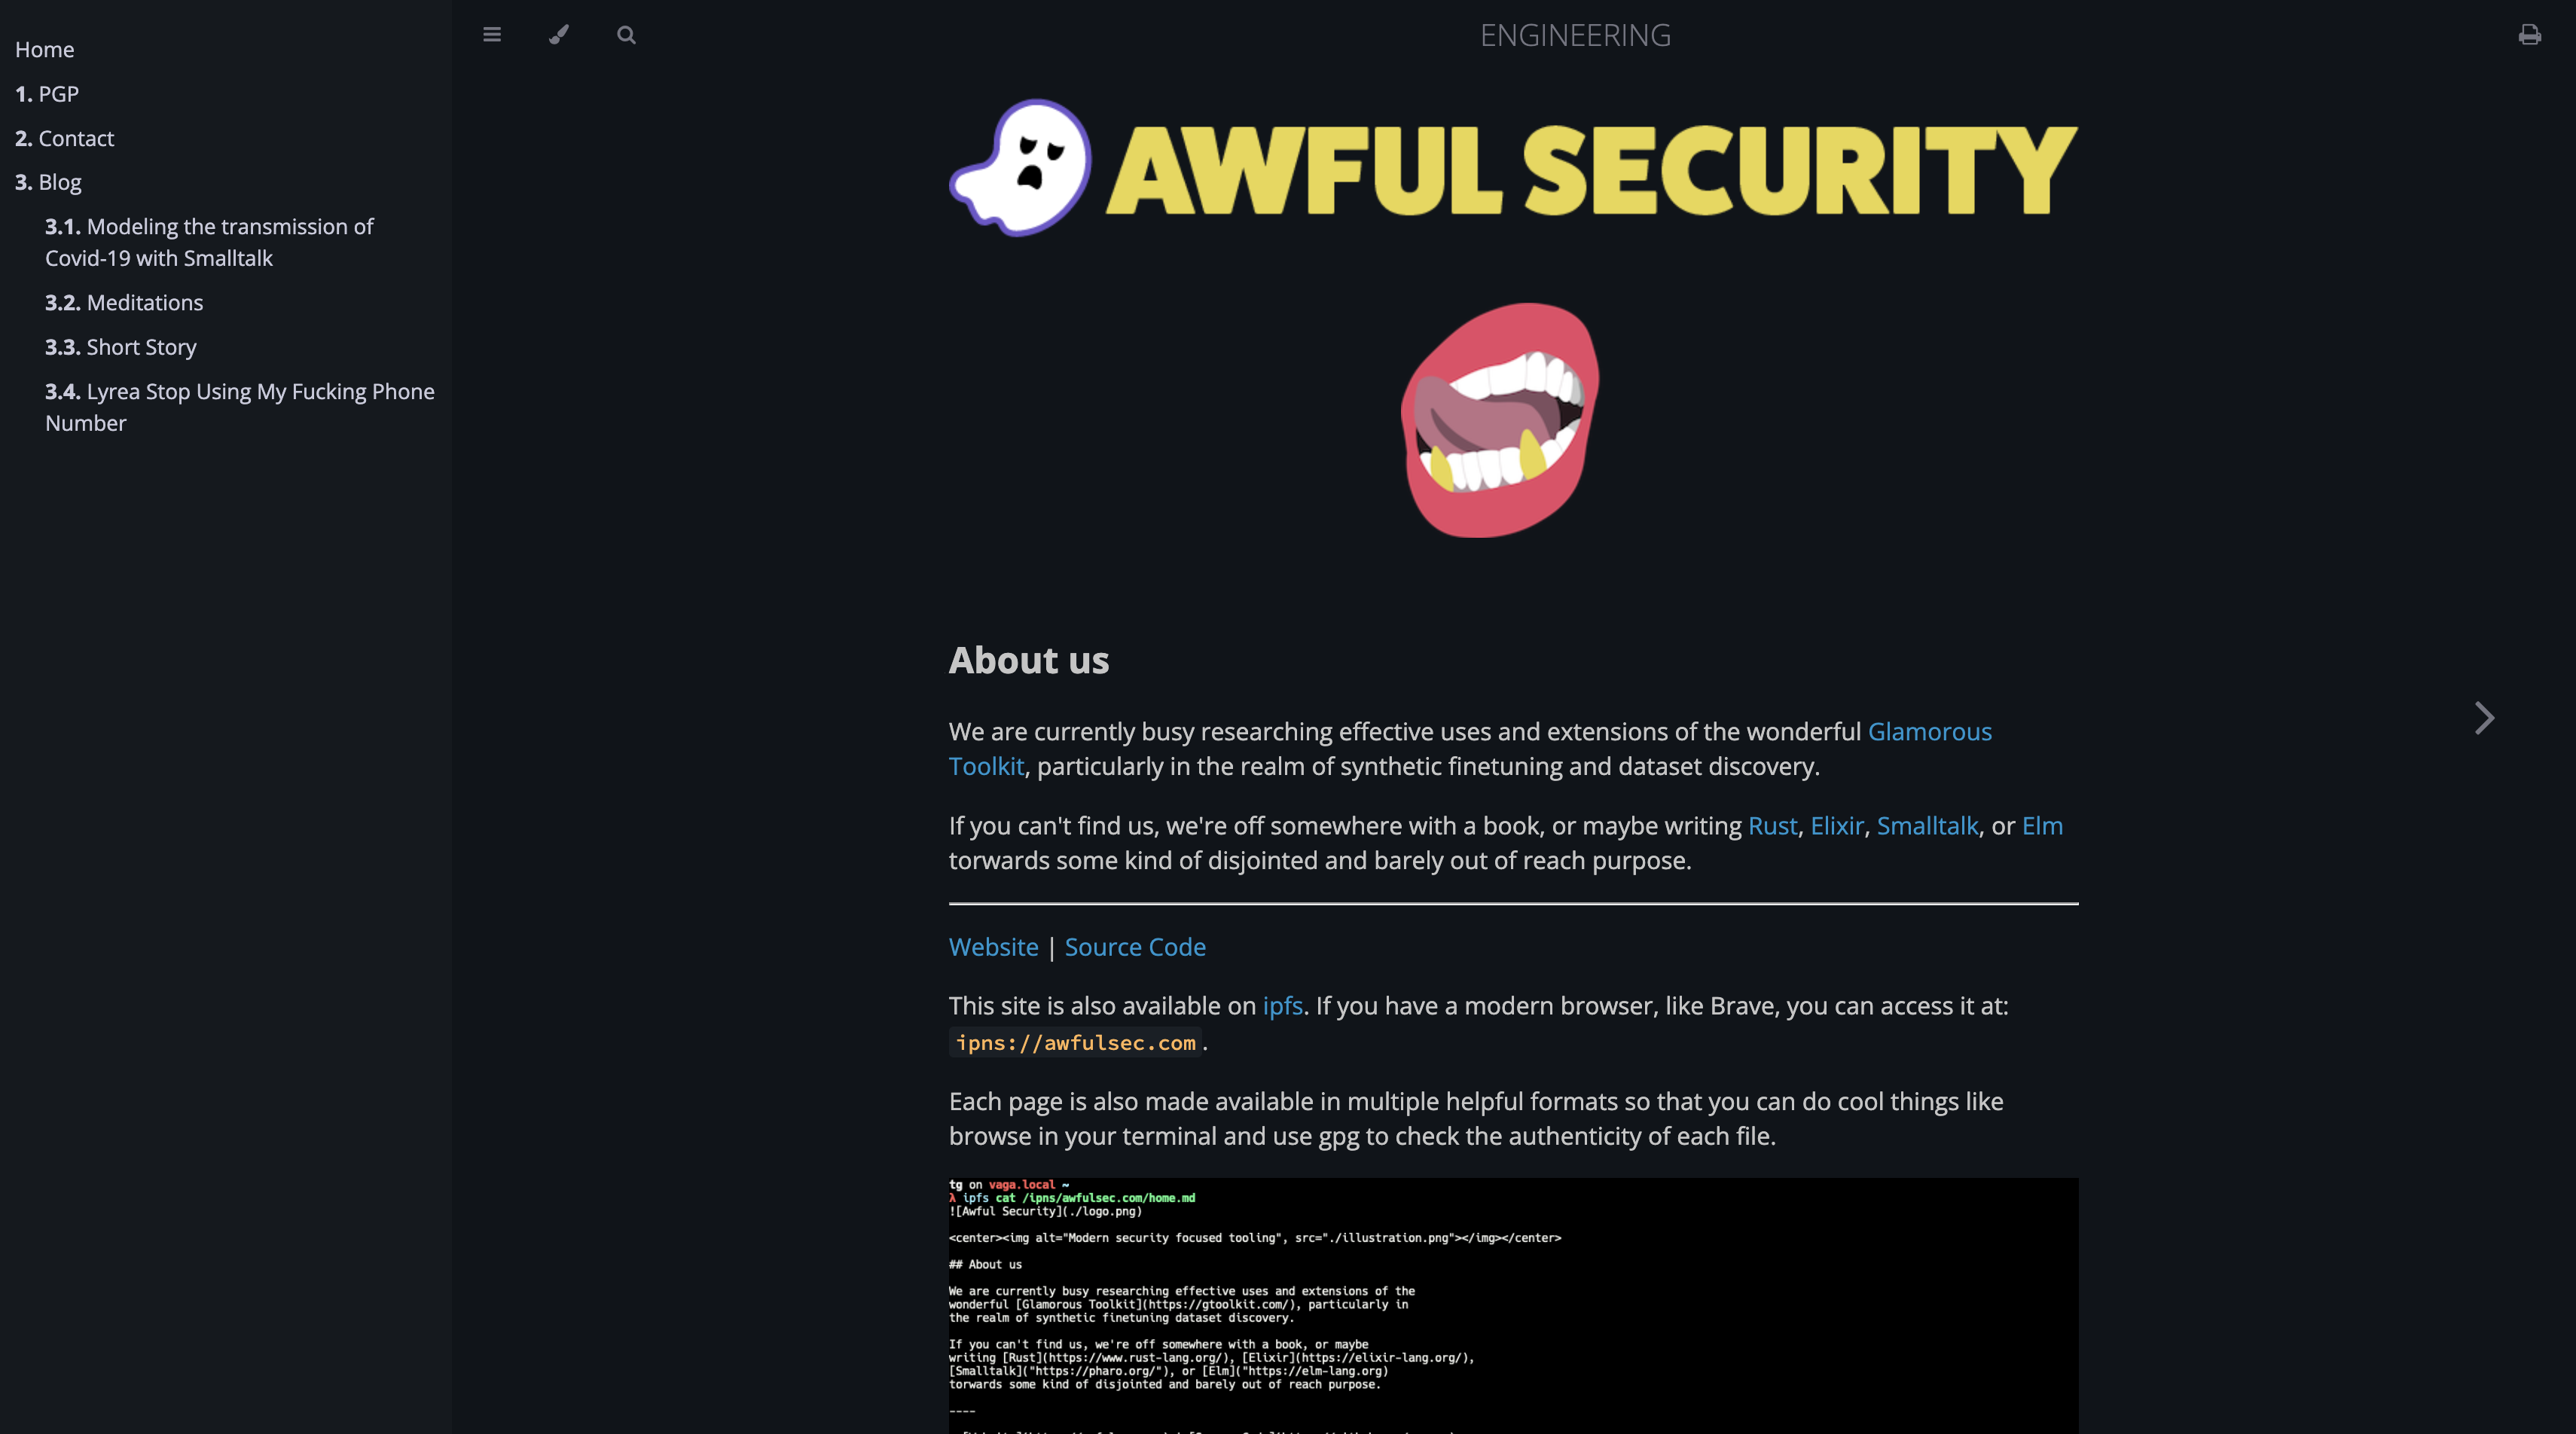 Home
1. PGP
2. Contact
3. Blog
3.1. Modeling the transmission of
Covid-19 with Smalltalk
3.2. Meditations
3.3. Short Story
3.4. Lyrea Stop Using My Fucking Phone
Number
ENGINEERING
AWFUL SECURITY
About us
We are currently busy researching effective uses and extensions of the wonderful Glamorous
Toolkit, particularly in the realm of synthetic finetuning and dataset discovery.
If you can't find us, we're off somewhere with a book, or maybe writing Rust, Elixir, Smalltalk, or Elm
torwards some kind of disjointed and barely out of reach purpose.
Website | Source Code
This site is also available on ipfs. If you have a modern browser, like Brave, you can access it at:
ipns://awfulsec.com.
Each page is also made available in multiple helpful formats so that you can do cool things like
browse in your terminal and use gpg to check the authenticity of each file.
tg on vaga.local ~
λ ipfs cat /ipns/awfulsec.com/home.md
![Awful Security](./logo.png)
<center><img alt="Modern security focused tooling", src="./illustration.png"></img></center>
## About us
We are currently busy researching effective uses and extensions of the
wonderful [Glamorous Toolkit](https://gtoolkit.com/), particularly in
the realm of synthetic finetuning dataset discovery.
If you can't find us, we're off somewhere with a book, or maybe
writing [Rust](https://www.rust-lang.org/), [Elixir](https://elixir-lang.org/),
[Smalltalk]("https://pharo.org/"), or [Elm]("https://elm-lang.org)
torwards some kind of disjointed and barely out of reach purpose.
----